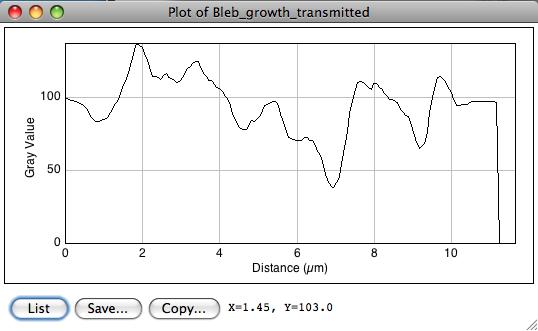 Plot of Bleb_growth_transmitted
100
50
0
Gray Value
0 2 4 6 8 10
Distance (µm)
List Save... Copy... X=1.45, Y=103.0